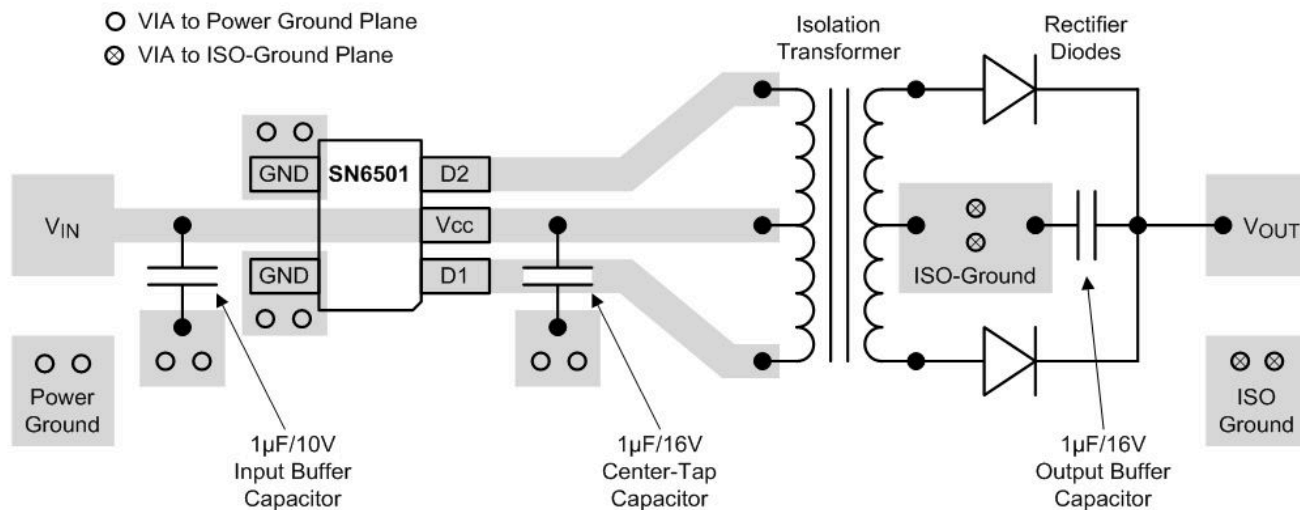 VIA to Power Ground Plane
VIA to ISO-Ground Plane
Isolation
Transformer
Rectifier
Diodes
GND
SN6501
D2
VIN
Vcc
GND
D1
ISO-Ground
VOUT
Power
Ground
ISO
Ground
1µF/10V
Input Buffer
Capacitor
1µF/16V
Center-Tap
Capacitor
1µF/16V
Output Buffer
Capacitor